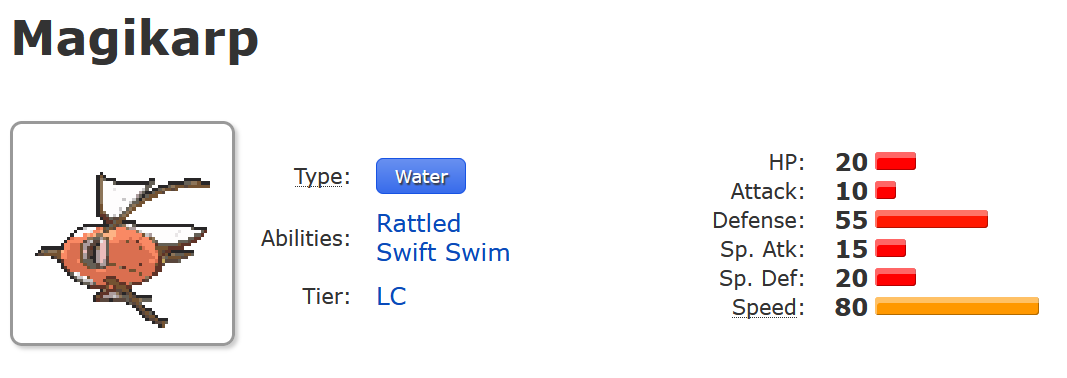 Magikarp
Type: Water
Abilities: Rattled
Swift Swim
Tier: LC
HP: 20
Attack: 10
Defense: 55
Sp. Atk: 15
Sp. Def: 20
Speed: 80